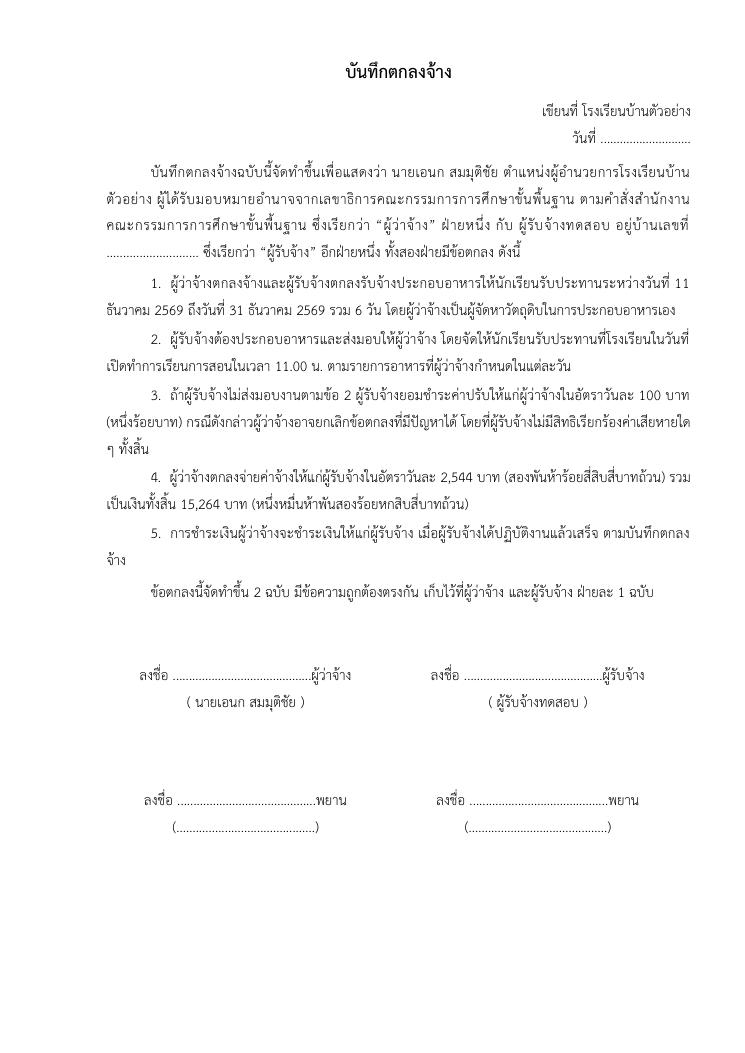 บันทึกตกลงจ้าง
เขียนที่ โรงเรียนบ้านตัวอย่าง
วันที่ ............................
บันทึกตกลงจ้างฉบับนี้จัดทำขึ้นเพื่อแสดงว่า นายเอนก สมมุติชัย ตำแหน่งผู้อำนวยการโรงเรียนบ้าน
ตัวอย่าง ผู้ได้รับมอบหมายอำนาจจากเลขาธิการคณะกรรมการการศึกษาขั้นพื้นฐาน ตามคำสั่งสำนักงาน
คณะกรรมการการศึกษาขั้นพื้นฐาน ซึ่งเรียกว่า “ผู้ว่าจ้าง” ฝ่ายหนึ่ง กับ ผู้รับจ้างทดสอบ อยู่บ้านเลขที่
............................ ซึ่งเรียกว่า “ผู้รับจ้าง” อีกฝ่ายหนึ่ง ทั้งสองฝ่ายมีข้อตกลง ดังนี้
1. ผู้ว่าจ้างตกลงจ้างและผู้รับจ้างตกลงรับจ้างประกอบอาหารให้นักเรียนรับประทานระหว่างวันที่ 11
ธันวาคม 2569 ถึงวันที่ 31 ธันวาคม 2569 รวม 6 วัน โดยผู้ว่าจ้างเป็นผู้จัดหาวัตถุดิบในการประกอบอาหารเอง
2. ผู้รับจ้างต้องประกอบอาหารและส่งมอบให้ผู้ว่าจ้าง โดยจัดให้นักเรียนรับประทานที่โรงเรียนในวันที่
เปิดทำการเรียนการสอนในเวลา 11.00 น. ตามรายการอาหารที่ผู้ว่าจ้างกำหนดในแต่ละวัน
3. ถ้าผู้รับจ้างไม่ส่งมอบงานตามข้อ 2 ผู้รับจ้างยอมชำระค่าปรับให้แก่ผู้ว่าจ้างในอัตราวันละ 100 บาท
(หนึ่งร้อยบาท) กรณีดังกล่าวผู้ว่าจ้างอาจยกเลิกข้อตกลงที่มีปัญหาได้ โดยที่ผู้รับจ้างไม่มีสิทธิเรียกร้องค่าเสียหายใด
ๆ ทั้งสิ้น
4. ผู้ว่าจ้างตกลงจ่ายค่าจ้างให้แก่ผู้รับจ้างในอัตราวันละ 2,544 บาท (สองพันห้าร้อยสี่สิบสี่บาทถ้วน) รวม
เป็นเงินทั้งสิ้น 15,264 บาท (หนึ่งหมื่นห้าพันสองร้อยหกสิบสี่บาทถ้วน)
5. การชำระเงินผู้ว่าจ้างจะชำระเงินให้แก่ผู้รับจ้าง เมื่อผู้รับจ้างได้ปฏิบัติงานแล้วเสร็จ ตามบันทึกตกลง
จ้าง
ข้อตกลงนี้จัดทำขึ้น 2 ฉบับ มีข้อความถูกต้องตรงกัน เก็บไว้ที่ผู้ว่าจ้าง และผู้รับจ้าง ฝ่ายละ 1 ฉบับ
ลงชื่อ ...........................................ผู้ว่าจ้าง
( นายเอนก สมมุติชัย )
ลงชื่อ ...........................................ผู้รับจ้าง
( ผู้รับจ้างทดสอบ )
ลงชื่อ ...........................................พยาน
(...........................................)
ลงชื่อ ...........................................พยาน
(...........................................)